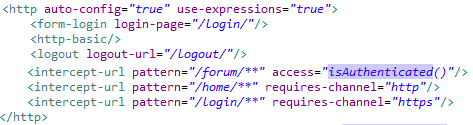 <http auto-config="true" use-expressions="true">
<form-login login-page="/login/"/>
<http-basic/>
<logout logout-url="/logout/"/>
<intercept-url pattern="/forum/**" access="isAuthenticated()"/>
<intercept-url pattern="/home/**" requires-channel="http"/>
<intercept-url pattern="/login/**" requires-channel="https"/>
</http>